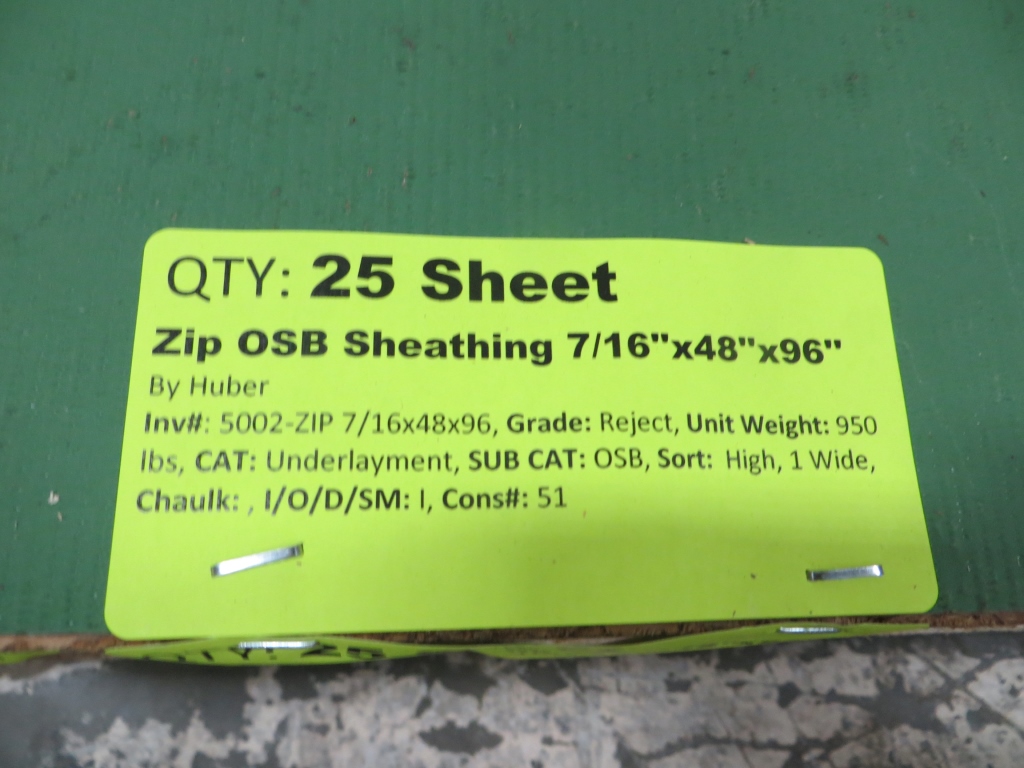 QTY: 25 Sheet
Zip OSB Sheathing 7/16"x48"x96"
By Huber
Inv#: 5002-ZIP 7/16x48x96, Grade: Reject, Unit Weight: 950
lbs, CAT: Underlayment, SUB CAT: OSB, Sort: High, 1 Wide,
Chaulk: , I/O/D/SM: I, Cons#: 51